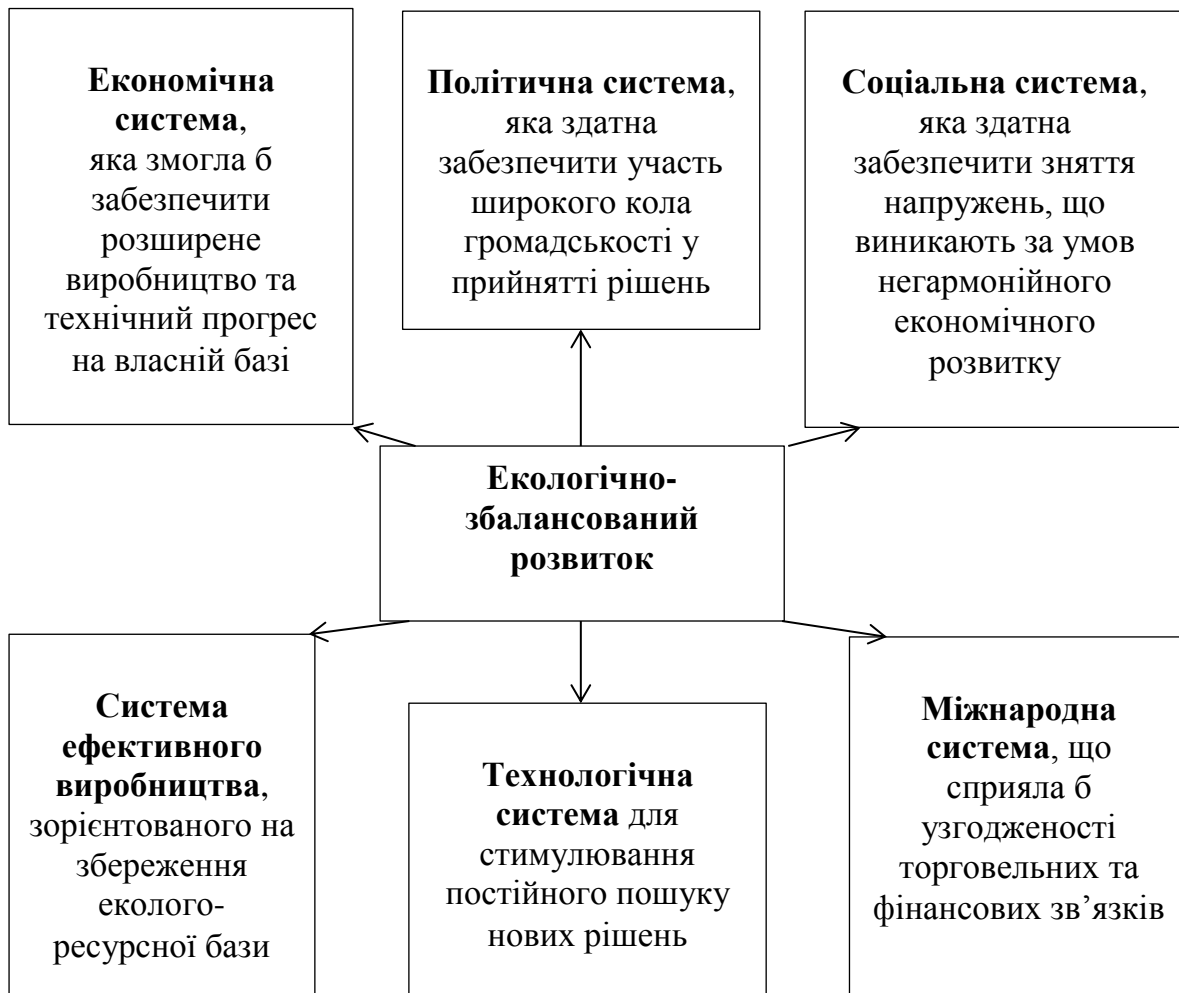 Економічна
система,
яка змогла б
забезпечити
розширене
виробництво та
технічний прогрес
на власній базі
Політична система,
яка здатна
забезпечити участь
широкого кола
громадськості у
прийнятті рішень
Соціальна система,
яка здатна
забезпечити зняття
напружень, що
виникають за умов
негармонійного
економічного
розвитку
Екологічно-
збалансований
розвиток
Система
ефективного
виробництва,
зорієнтованого на
збереження
еколого-
ресурсної бази
Технологічна
система для
стимулювання
постійного пошуку
нових рішень
Міжнародна
система, що
сприяла б
узгодженості
торговельних та
фінансових зв’язків